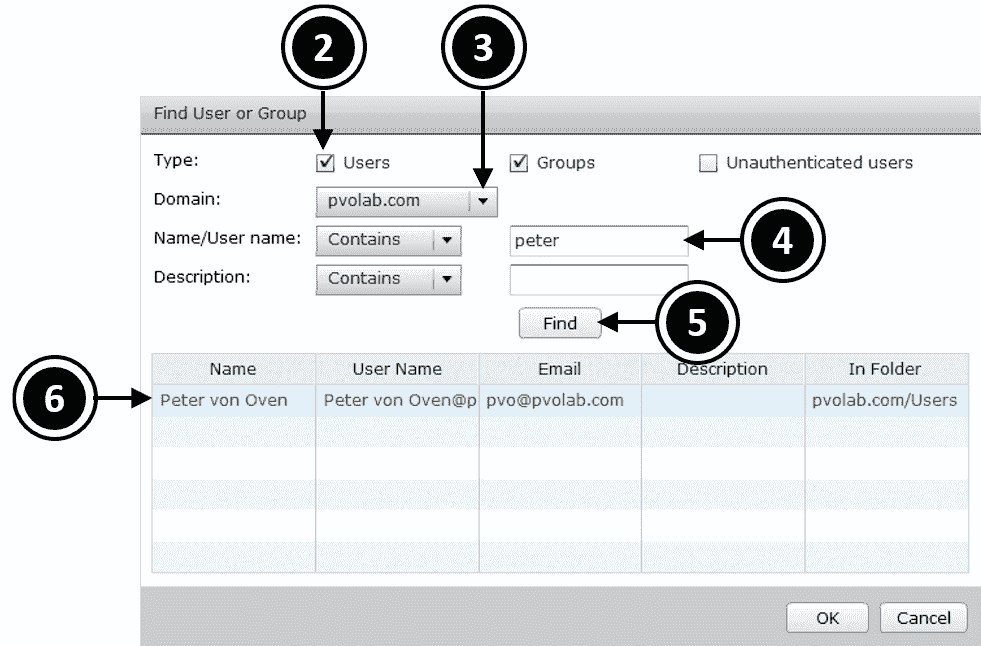 2 3
Find User or Group
Type: Users Groups Unauthenticated users
Domain: pvolab.com
Name/User name: Contains peter 4
Description: Contains
Find 5
Name User Name Email Description In Folder
6 Peter von Oven Peter von Oven@p pvo@pvolab.com pvolab.com/Users
OK Cancel